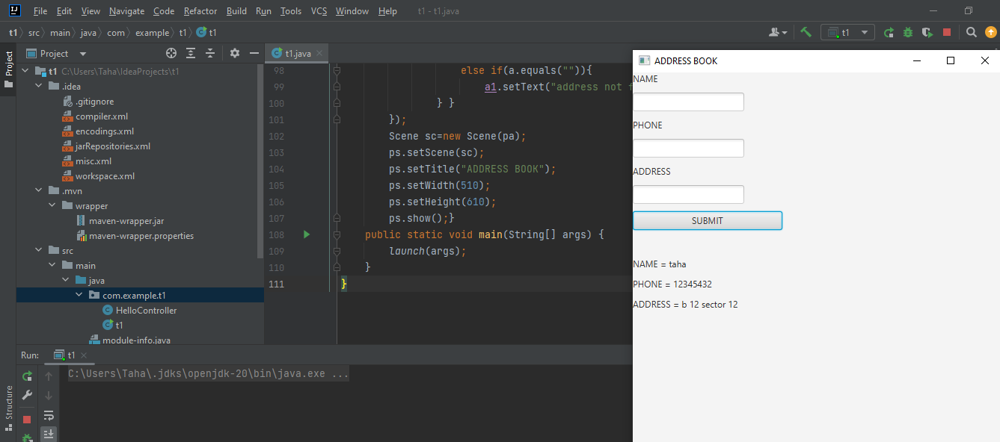 File Edit View Navigate Code Refactor Build Run Tools VCS Window Help t1 - t1.java
t1 src main java com example t1 t1
t1
Project
Project
t1.java
t1 C:\Users\Taha\IdeaProjects\t1
.idea
.gitignore
compiler.xml
encodings.xml
jarRepositories.xml
misc.xml
workspace.xml
.mvn
wrapper
maven-wrapper.jar
maven-wrapper.properties
src
main
java
com.example.t1
HelloController
t1
module-info.java
98 else if(a.equals("")){
99 a1.setText("address not f
100 } }
101 });
102 Scene sc=new Scene(pa);
103 ps.setScene(sc);
104 ps.setTitle("ADDRESS BOOK");
105 ps.setWidth(510);
106 ps.setHeight(610);
107 ps.show();}
108 public static void main(String[] args) {
109 launch(args);
110 }
111 }
ADDRESS BOOK
NAME
PHONE
ADDRESS
SUBMIT
NAME = taha
PHONE = 12345432
ADDRESS = b 12 sector 12
Run: t1
C:\Users\Taha\.jdks\openjdk-20\bin\java.exe ...
Structure